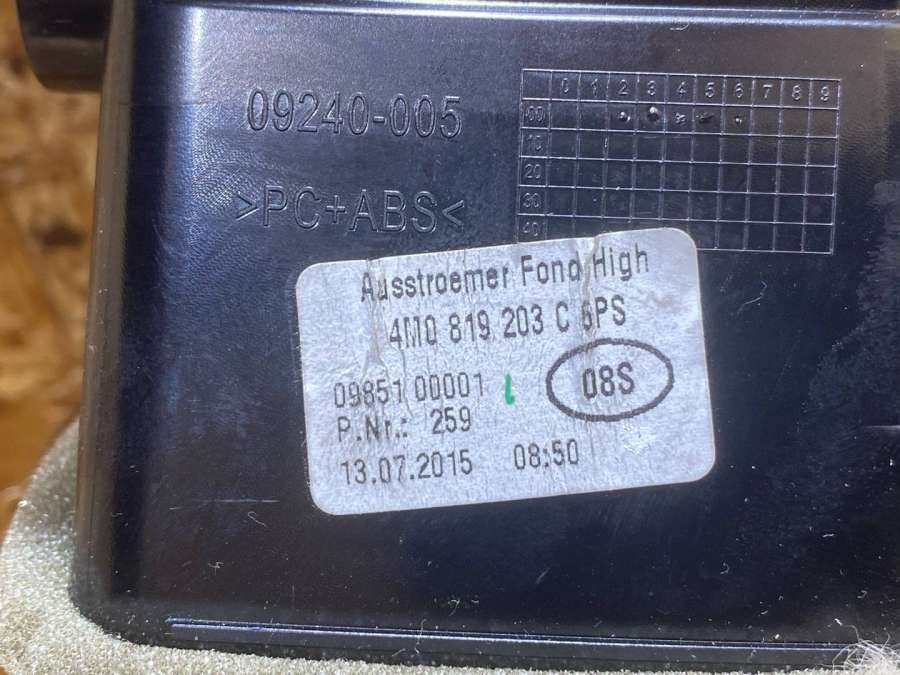 09240-005
>PC+ABS<
0 1 2 3 4 5 6 7 8 9
00
10
20
30
40
Ausstroemer Fond High
4M0 819 203 C 6PS
09851 00001
08S
P.Nr.: 259
13.07.2015 08:50